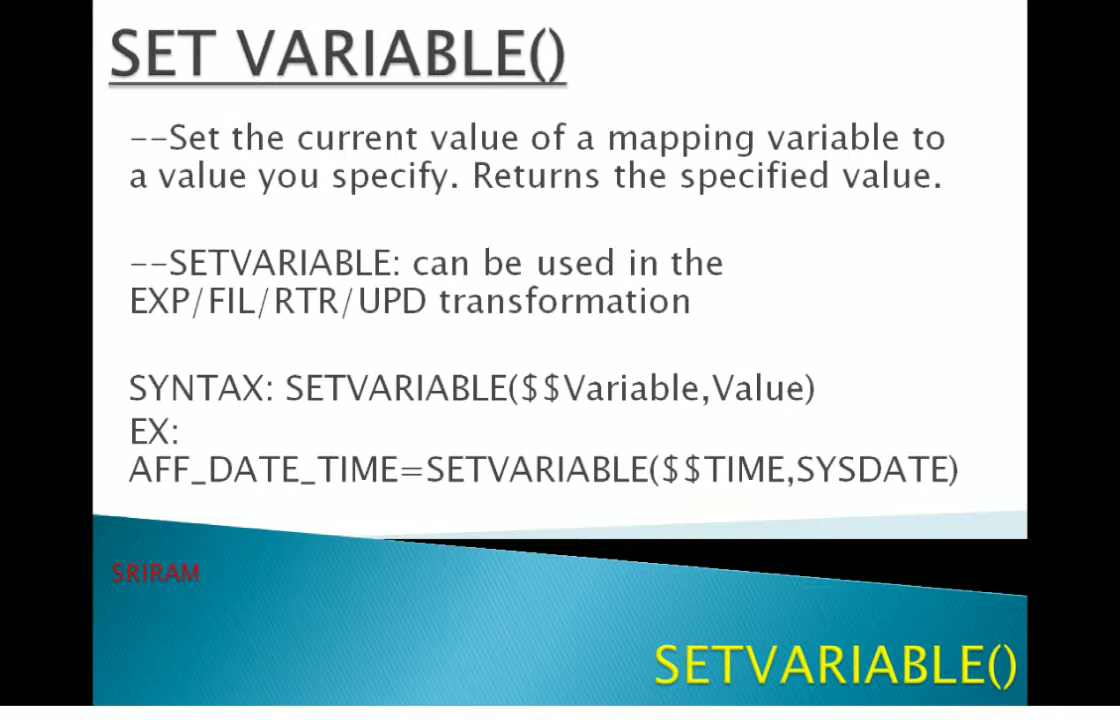 SET VARIABLE()
--Set the current value of a mapping variable to
a value you specify. Returns the specified value.
--SETVARIABLE: can be used in the
EXP/FIL/RTR/UPD transformation
SYNTAX: SETVARIABLE($$Variable,Value)
EX:
AFF_DATE_TIME=SETVARIABLE($$TIME,SYSDATE)
SRIRAM
SETVARIABLE()